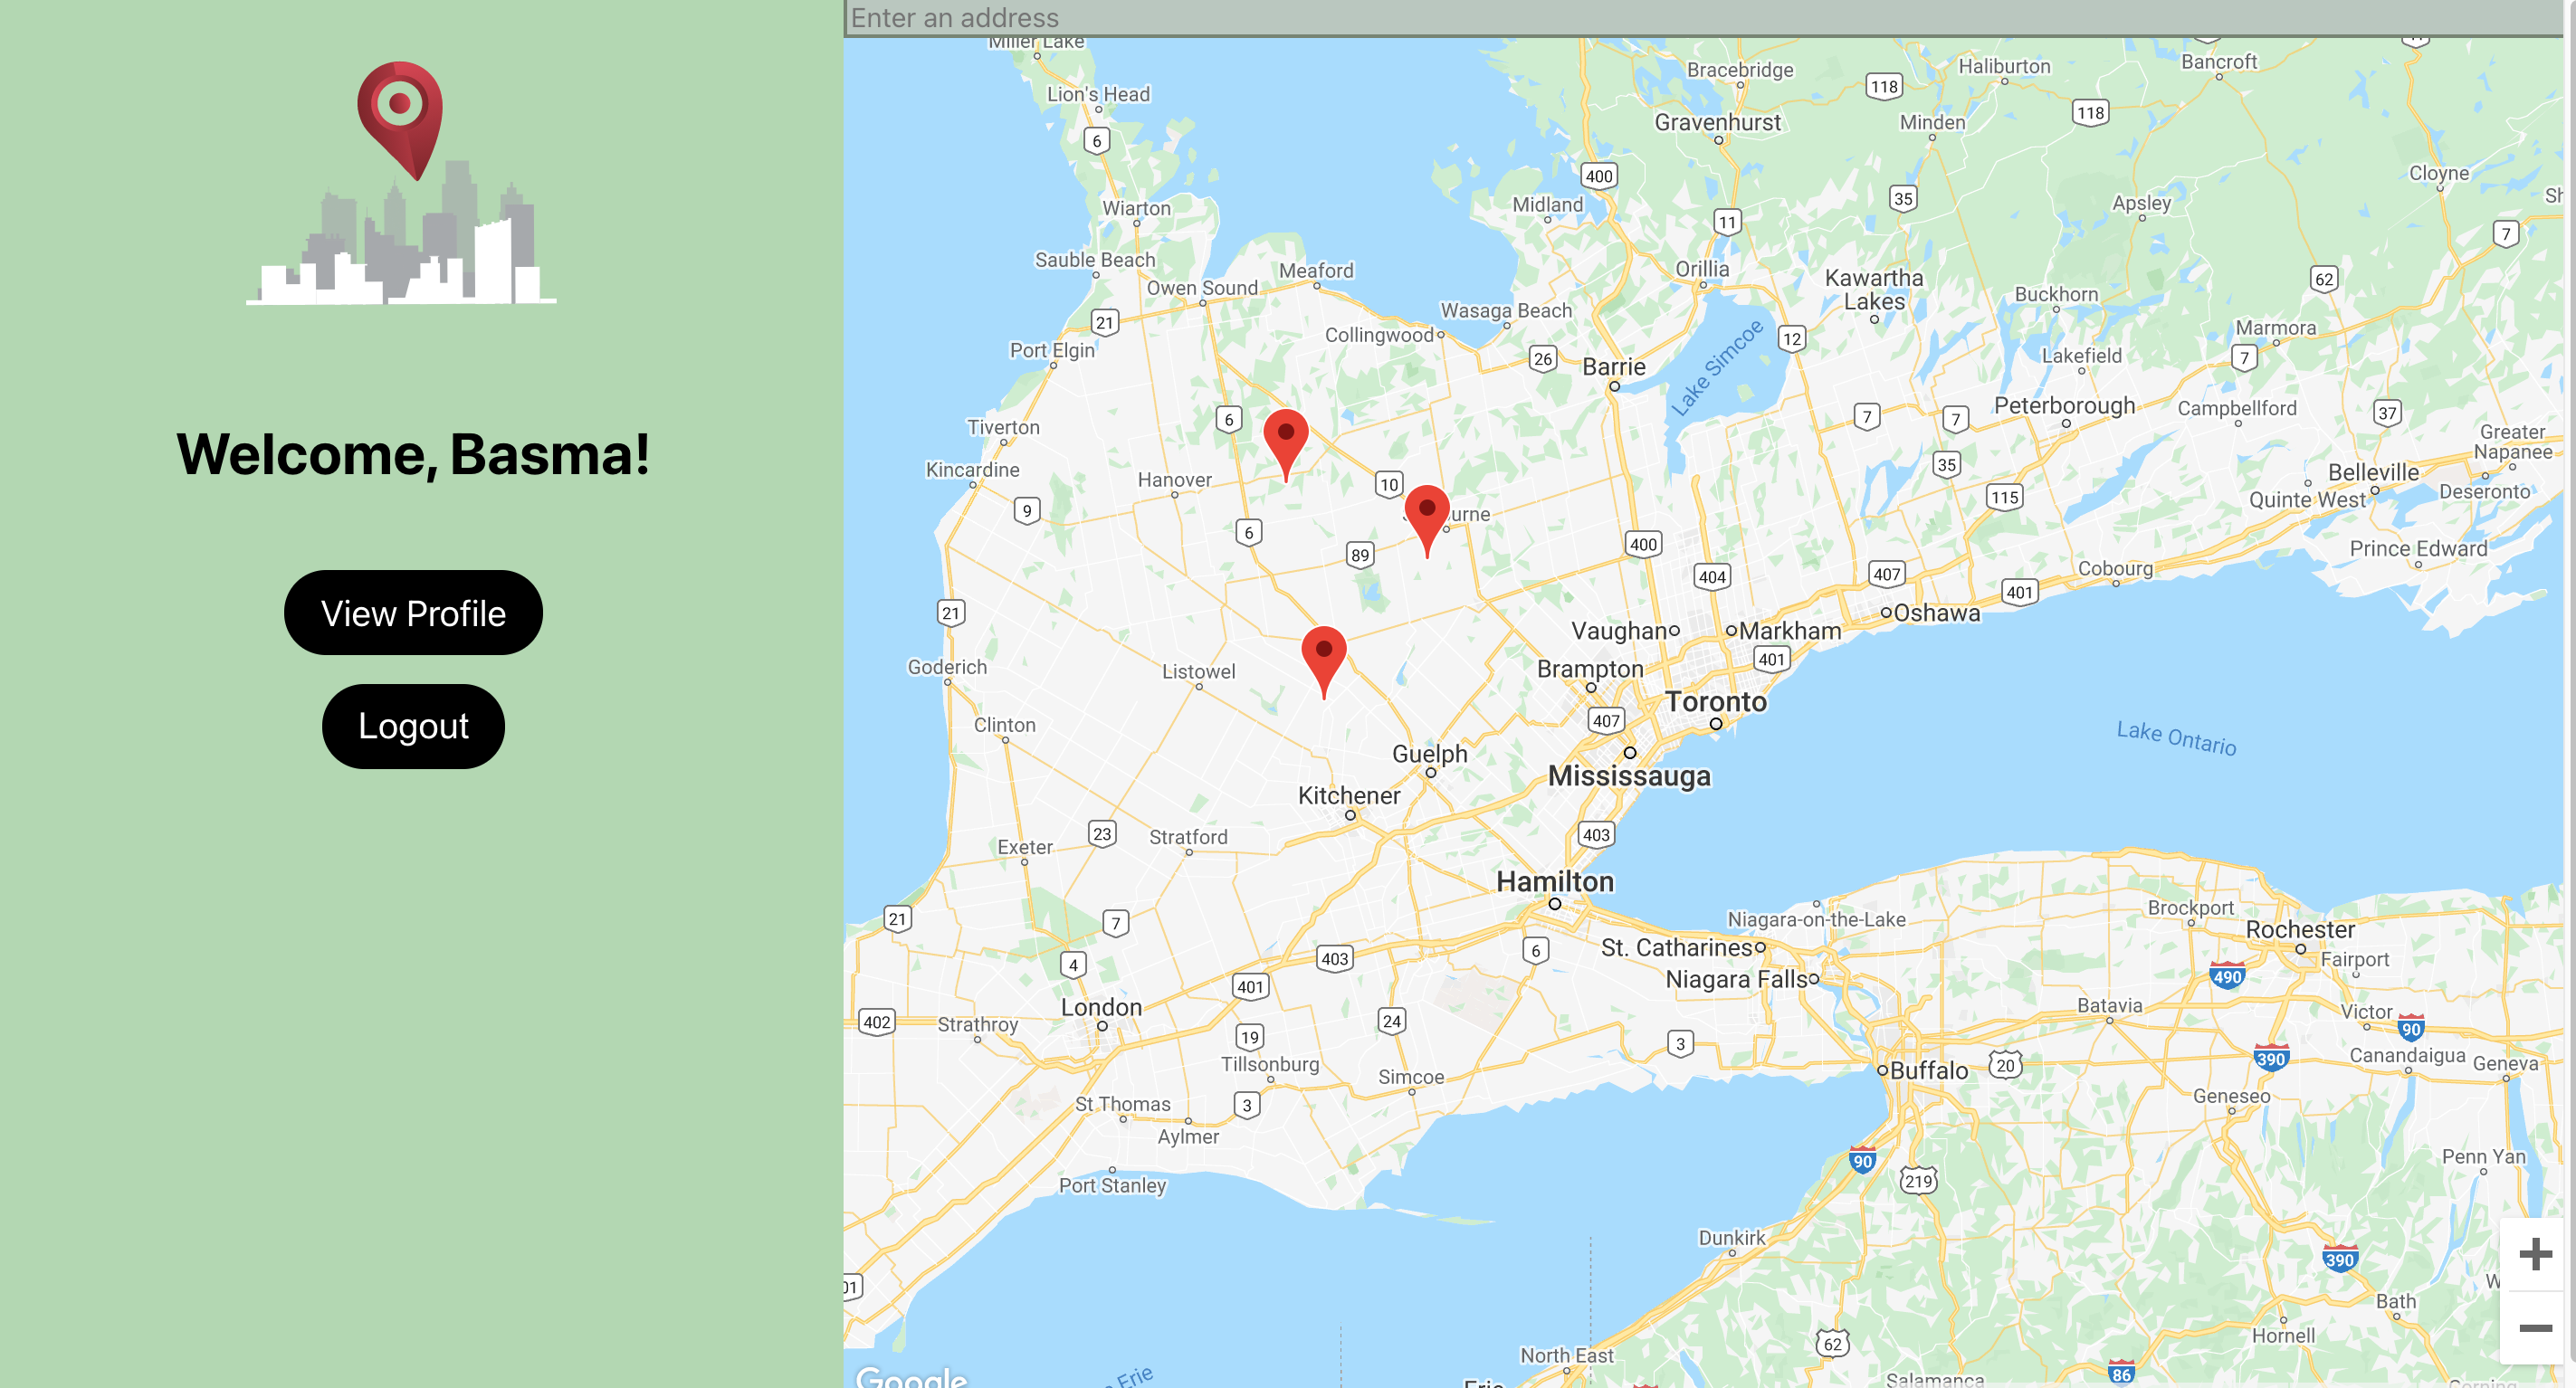 Welcome, Basma!
View Profile
Logout
Enter an address
Miller Lake
Bracebridge
Haliburton
Bancroft
118
Lion's Head
118
Gravenhurst
Minden
6
400
Cloyne
35
Midland
Apsley
Wiarton
11
7
Sauble Beach
Meaford
Orillia
Kawartha
Lakes
62
Owen Sound
Buckhorn
Wasaga Beach
21
Collingwood
12
Marmora
Port Elgin
26
Lake Simcoe
Lakefield
7
Barrie
6
7
7
Peterborough
Campbellford
37
Tiverton
Greater
Napanee
Kincardine
Hanover
10
35
Belleville
Quinte West
Deseronto
9
115
6
89
400
Prince Edward
404
407
Cobourg
401
21
Oshawa
Vaughan
Markham
401
Goderich
Listowel
Brampton
Toronto
407
Clinton
Lake Ontario
Guelph
Mississauga
Kitchener
23
Stratford
403
Exeter
Hamilton
21
7
Niagara-on-the-Lake
Brockport
Rochester
St. Catharines
6
403
4
Fairport
Niagara Falls
490
401
London
Batavia
402
Strathroy
24
Victor
90
19
3
Tillsonburg
390
Canandaigua
Geneva
Simcoe
Buffalo
20
St Thomas
3
Geneseo
Aylmer
90
Penn Yan
Port Stanley
219
Dunkirk
390
Bath
62
Hornell
North East
86
Salamanca
Erie
Erie
Google